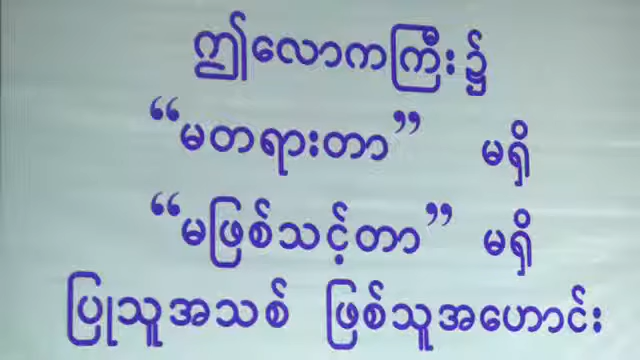 ဤလောကကြီး၌
“မတရားတာ” မရှိ
“မဖြစ်သင့်တာ” မရှိ
ပြုသူအသစ် ဖြစ်သူအဟောင်း